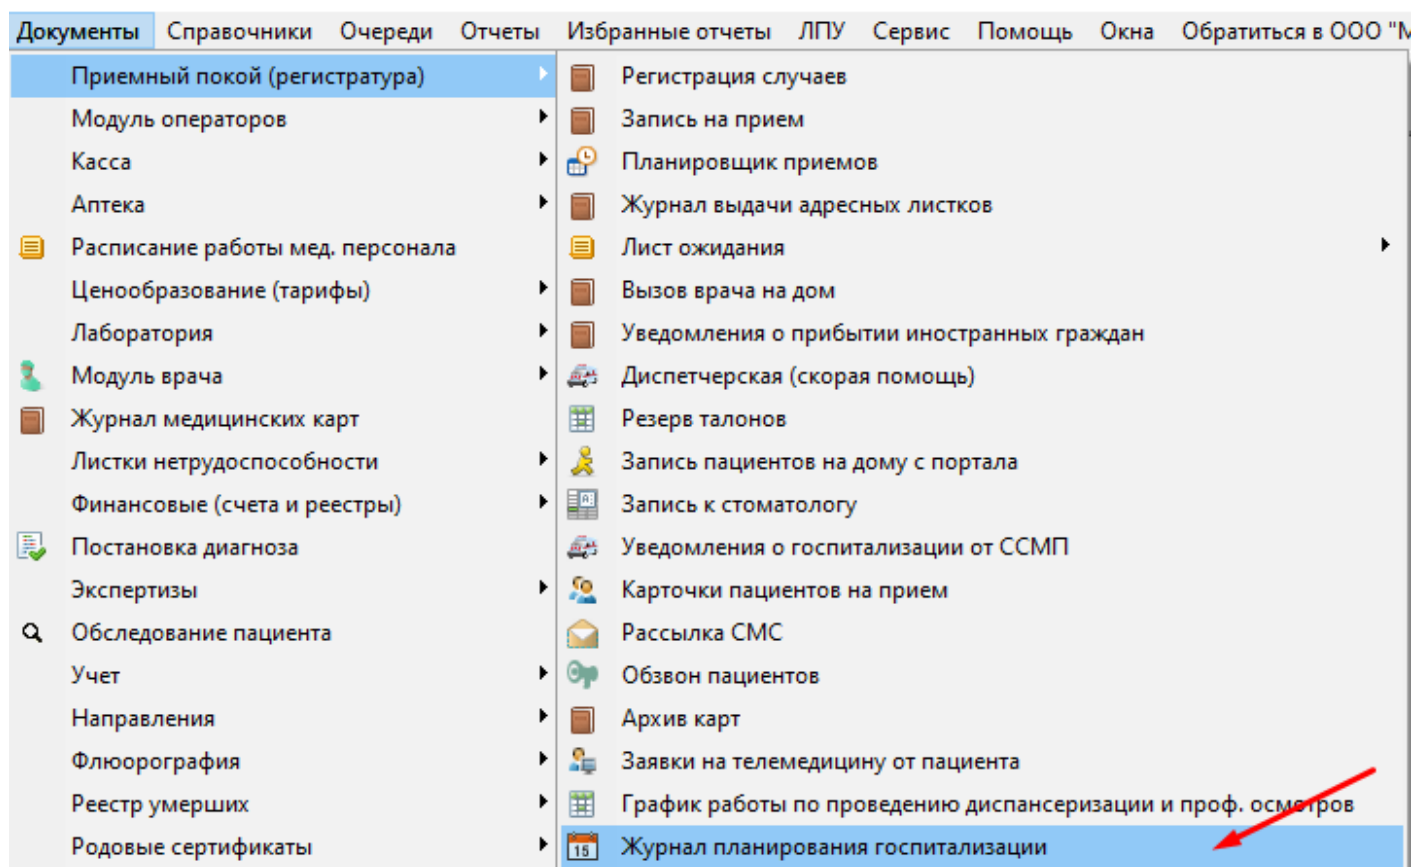 Документы Справочники Очереди Отчеты Избранные отчеты ЛПУ Сервис Помощь Окна Обратиться в ООО "М
Приемный покой (регистратура)
Модуль операторов
Касса
Аптека
Расписание работы мед. персонала
Ценообразование (тарифы)
Лаборатория
Модуль врача
Журнал медицинских карт
Листки нетрудоспособности
Финансовые (счета и реестры)
Постановка диагноза
Экспертизы
Обследование пациента
Учет
Направления
Флюорография
Реестр умерших
Родовые сертификаты
Регистрация случаев
Запись на прием
Планировщик приемов
Журнал выдачи адресных листков
Лист ожидания
Вызов врача на дом
Уведомления о прибытии иностранных граждан
Диспетчерская (скорая помощь)
Резерв талонов
Запись пациентов на дому с портала
Запись к стоматологу
Уведомления о госпитализации от ССМП
Карточки пациентов на прием
Рассылка СМС
Обзвон пациентов
Архив карт
Заявки на телемедицину от пациента
График работы по проведению диспансеризации и проф. осмотров
15 Журнал планирования госпитализации